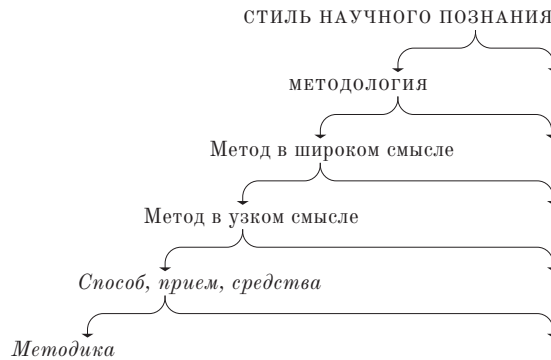 СТИЛЬ НАУЧНОГО ПОЗНАНИЯ
МЕТОДОЛОГИЯ
Метод в широком смысле
Метод в узком смысле
Способ, прием, средства
Методика